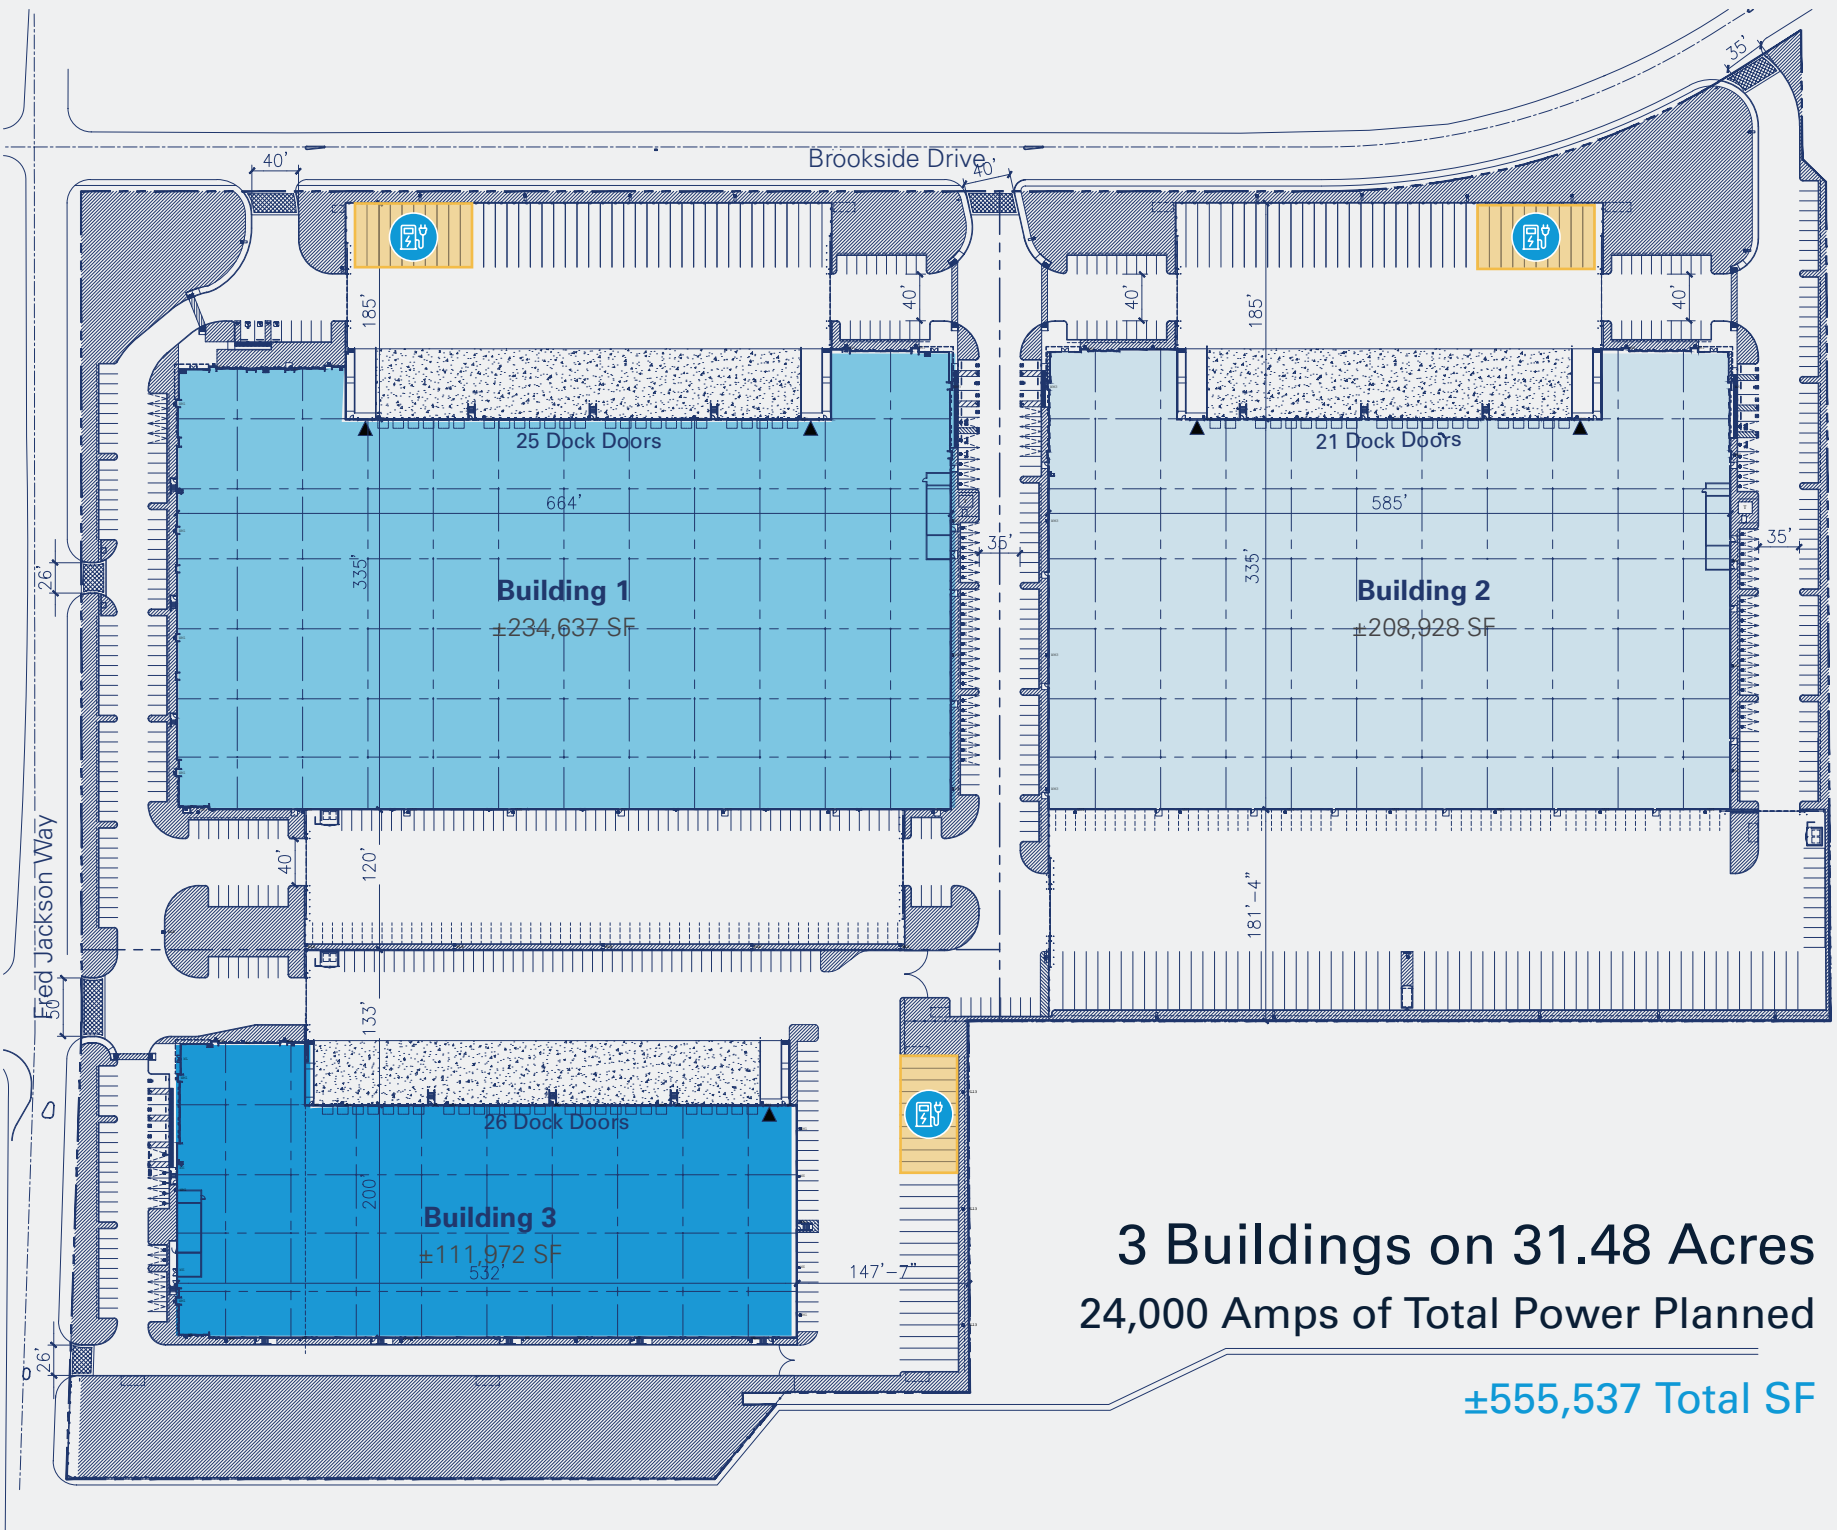 35'
Brookside Drive
40'
40'
185'
40'
40'
185'
40'
25 Dock Doors
21 Dock Doors
664'
585'
335'
35'
335'
35'
26'
Building 1
±234,637 SF
Building 2
±208,928 SF
Fred Jackson Way
40'
120'
181'-4"
50'
133'
26 Dock Doors
200'
Building 3
±111,972 SF
532'
147'-7"
26'
3 Buildings on 31.48 Acres
24,000 Amps of Total Power Planned
±555,537 Total SF